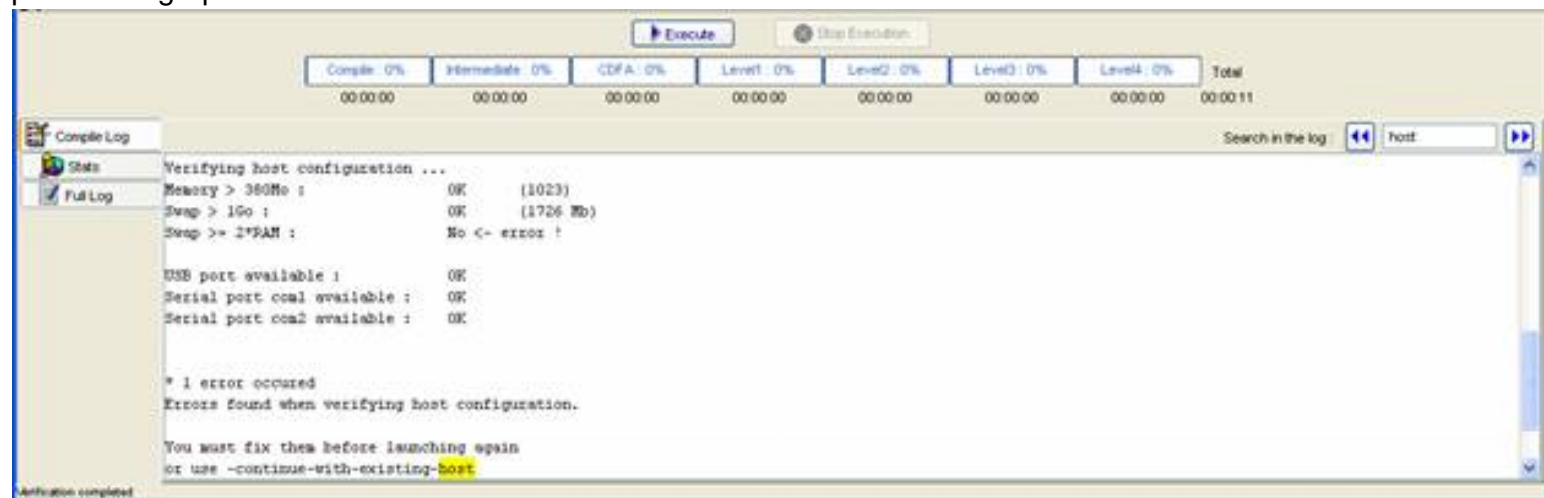 Execute Stop Execution
Compile : 0% Intermediate : 0% CDFA : 0% Level1 : 0% Level2 : 0% Level3 : 0% Level4 : 0% Total
00:00:00 00:00:00 00:00:00 00:00:00 00:00:00 00:00:00 00:00:00 00:00:11
Compile Log Search in the log : host
Stats
Full Log
Verifying host configuration ...
Memory > 380Mo : OK (1023)
Swap > 1Go : OK (1726 Mb)
Swap >= 2*RAM : No <- error !
USB port available : OK
Serial port com1 available : OK
Serial port com2 available : OK
* 1 error occured
Errors found when verifying host configuration.
You must fix them before launching again
or use -continue-with-existing-host
Verification completed